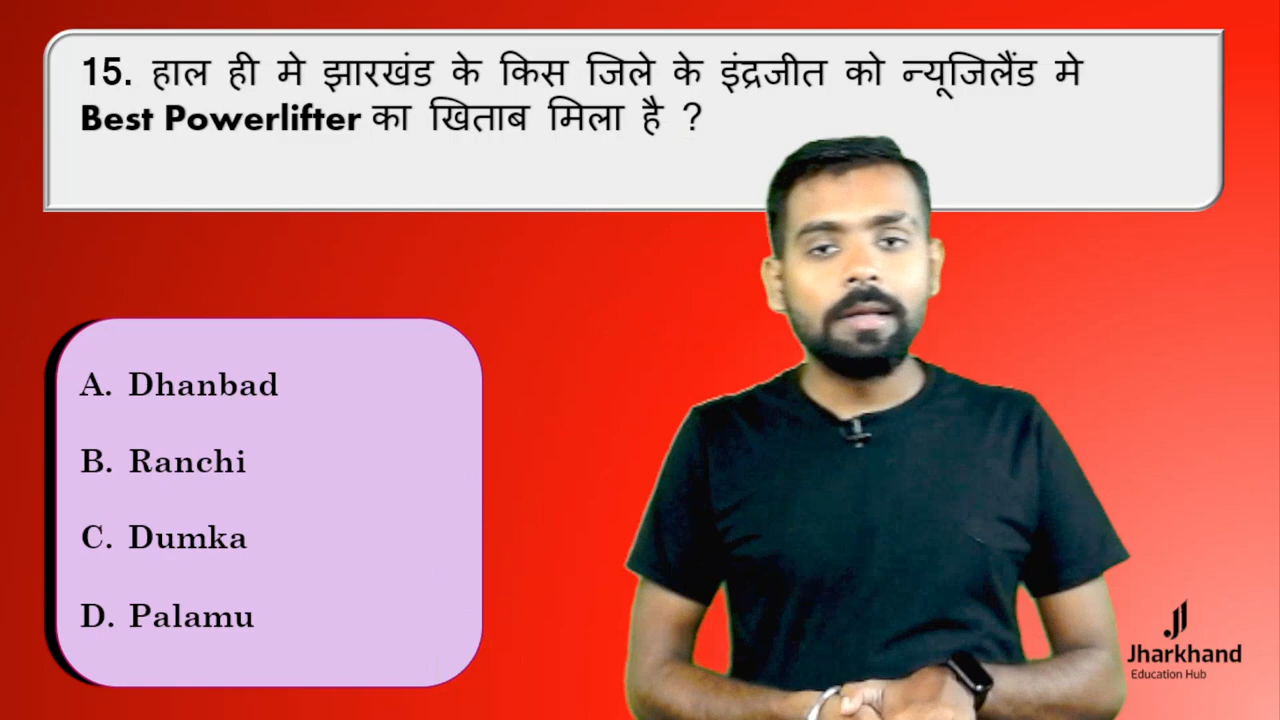 15. हाल ही मे झारखंड के किस जिले के इंद्रजीत को न्यूजिलैंड मे
Best Powerlifter का खिताब मिला है ?
A. Dhanbad
B. Ranchi
C. Dumka
D. Palamu
Jharkhand
Education Hub